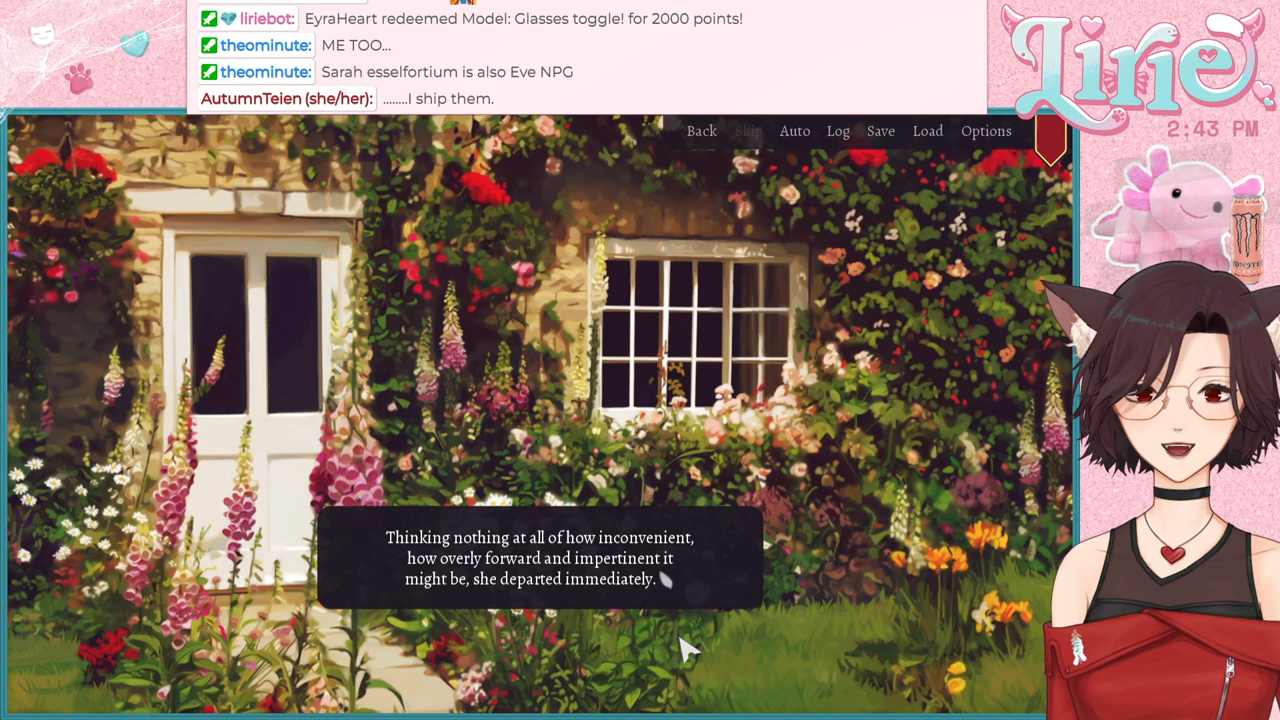 liriebot: EyraHeart redeemed Model: Glasses toggle! for 2000 points!
theominute: ME TOO...
theominute: Sarah esselfortium is also Eve NPG
AutumnTeien (she/her): ........I ship them.
Lirie
2:43 PM
Back Skip Auto Log Save Load Options
MONSTER
Thinking nothing at all of how inconvenient,
how overly forward and impertinent it
might be, she departed immediately.